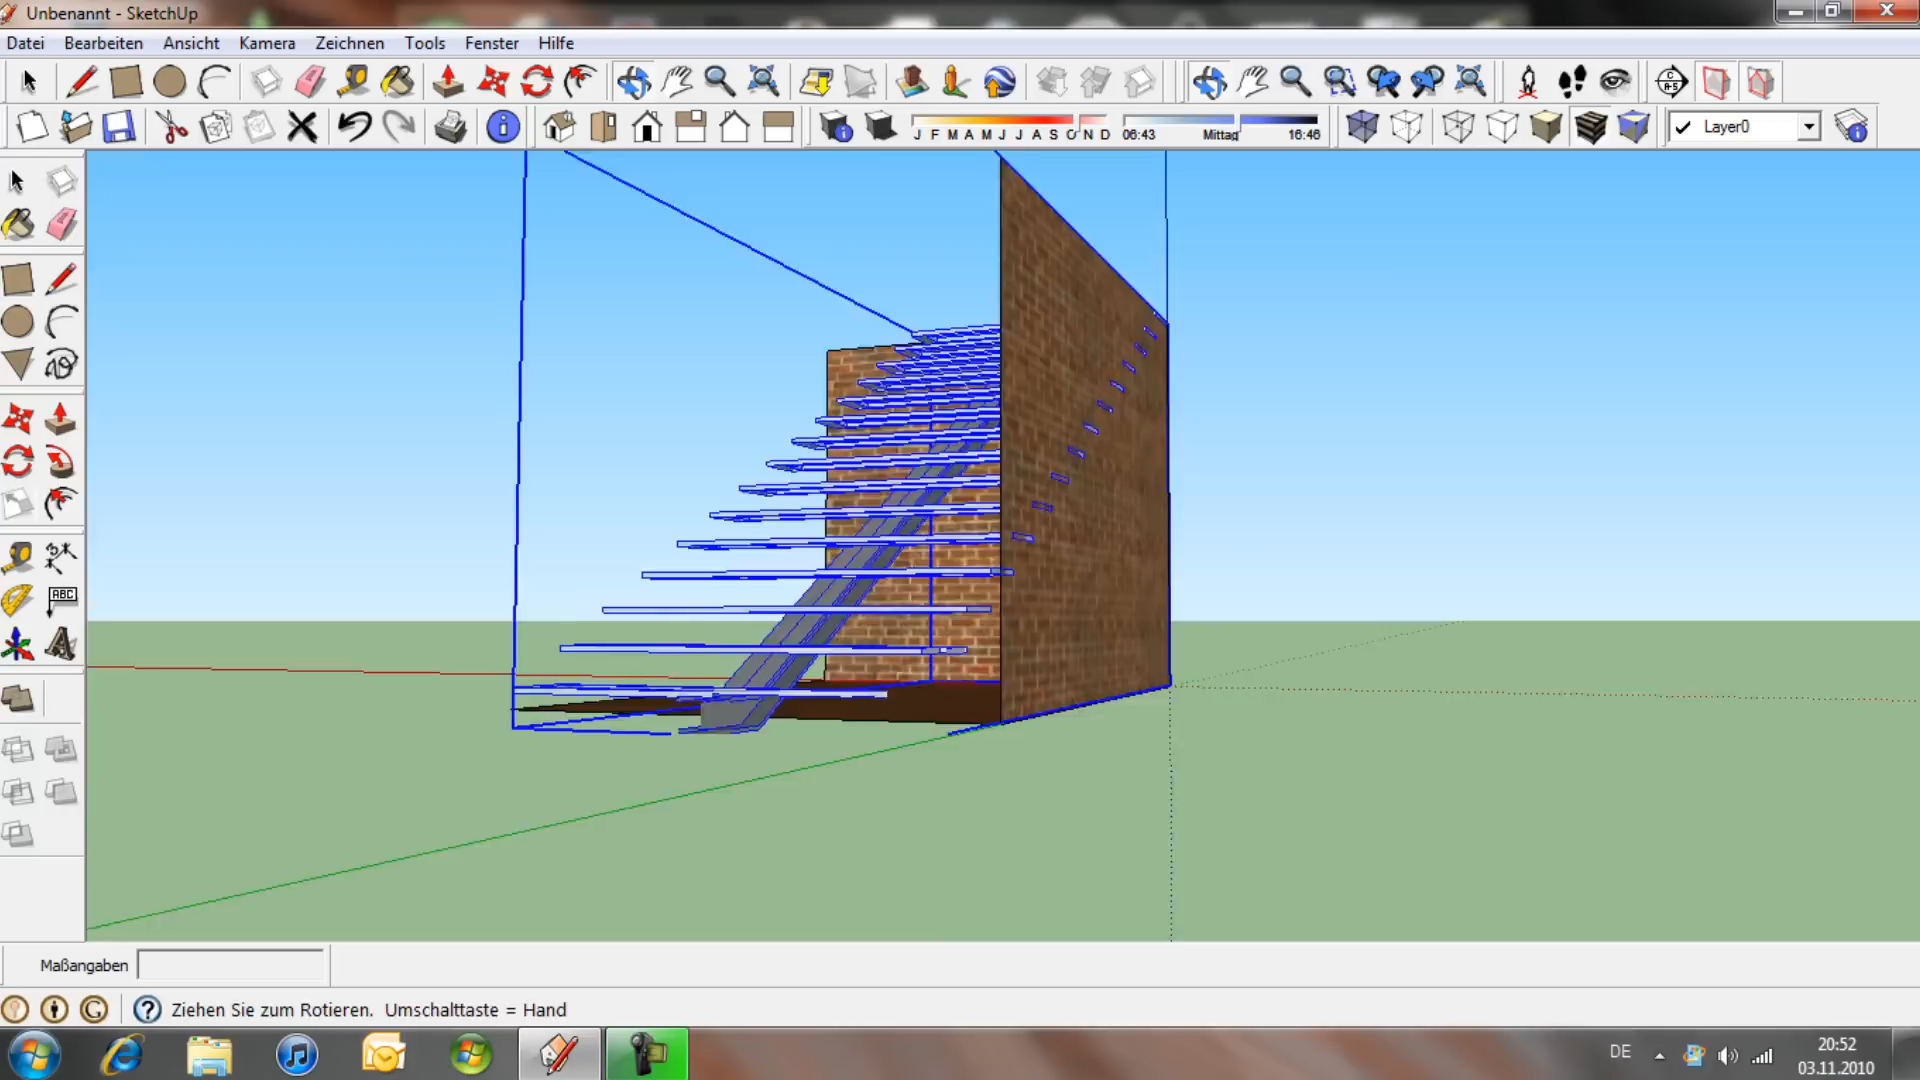 Unbenannt - SketchUp
Datei Bearbeiten Ansicht Kamera Zeichnen Tools Fenster Hilfe
J F M A M J J A S O N D 06:43 Mittag 16:46
Layer0
ABC
Maßangaben
Ziehen Sie zum Rotieren. Umschalttaste = Hand
DE
20:52
03.11.2010